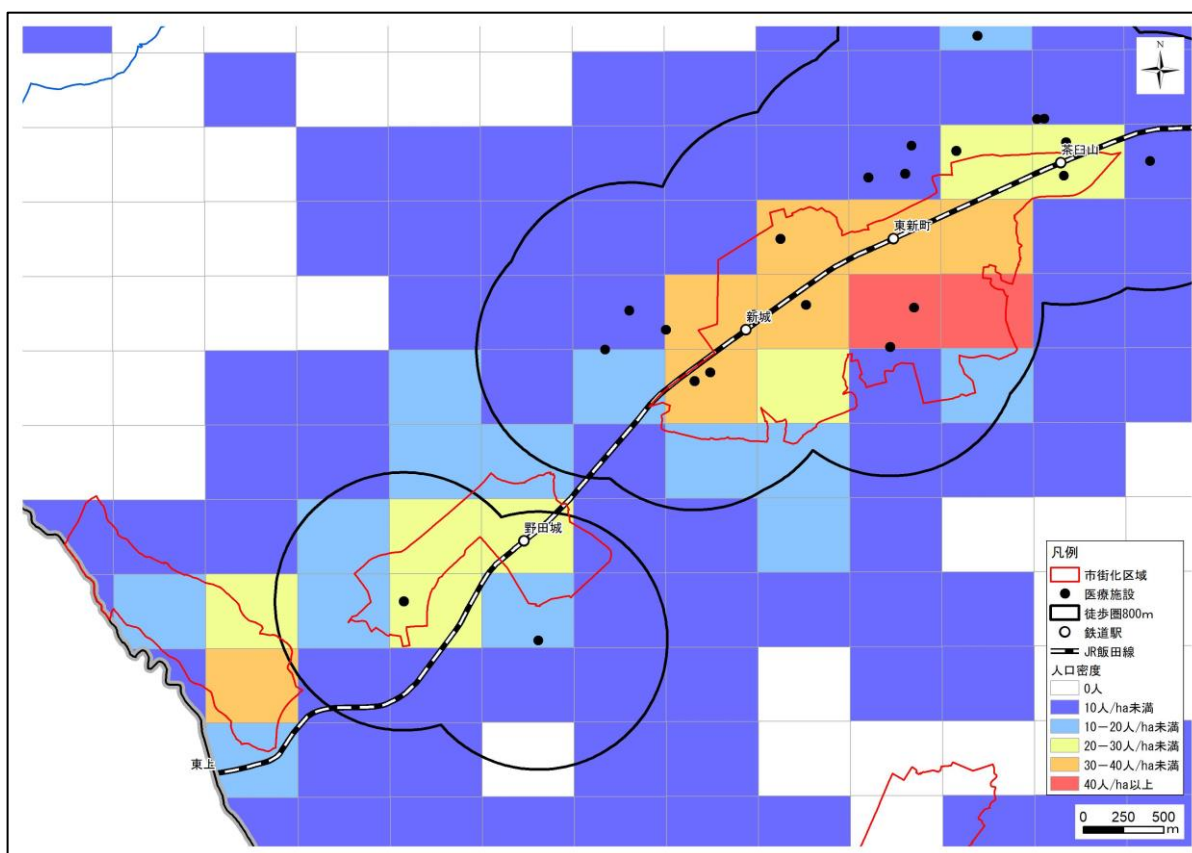 N
茶臼山
東新町
新城
野田城
東上
凡例
市街化区域
医療施設
徒歩圏800m
鉄道駅
JR飯田線
人口密度
0人
10人/ha未満
10－20人/ha未満
20－30人/ha未満
30－40人/ha未満
40人/ha以上
0 250 500
m